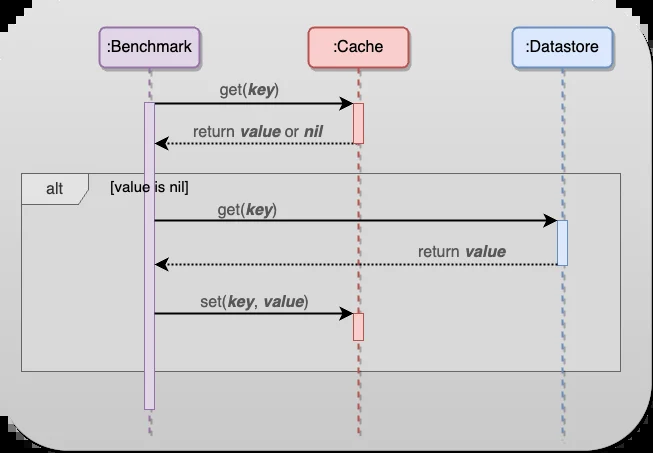 :Benchmark
:Cache
:Datastore
get(key)
return value or nil
alt
[value is nil]
get(key)
return value
set(key, value)